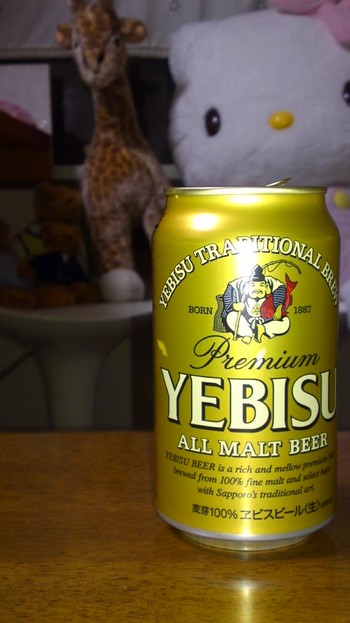 YEBISU TRADITIONAL BREW
BORN 1887
Premium
YEBISU
ALL MALT BEER
YEBISU BEER is a rich and mellow premium
brewed from 100% fine malt and select hops
with Sapporo's traditional art.
麦芽100% ヱビスビール〈生〉